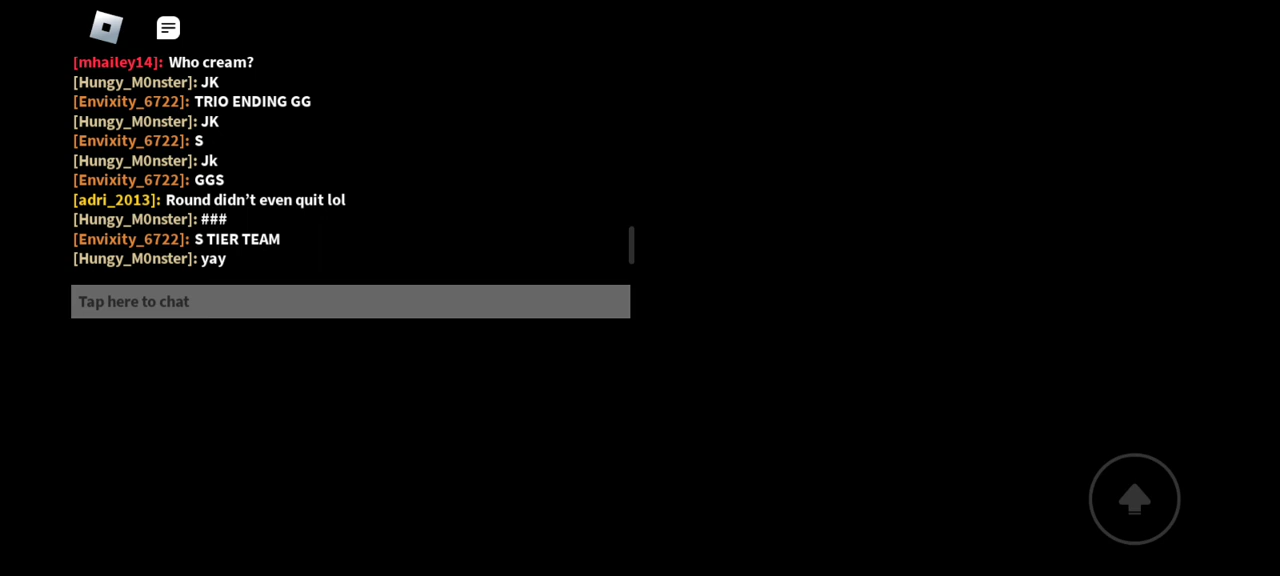 [mhailey14]: Who cream?
[Hungy_M0nster]: JK
[Envixity_6722]: TRIO ENDING GG
[Hungy_M0nster]: JK
[Envixity_6722]: S
[Hungy_M0nster]: Jk
[Envixity_6722]: GGS
[adri_2013]: Round didn’t even quit lol
[Hungy_M0nster]: ###
[Envixity_6722]: S TIER TEAM
[Hungy_M0nster]: yay
Tap here to chat